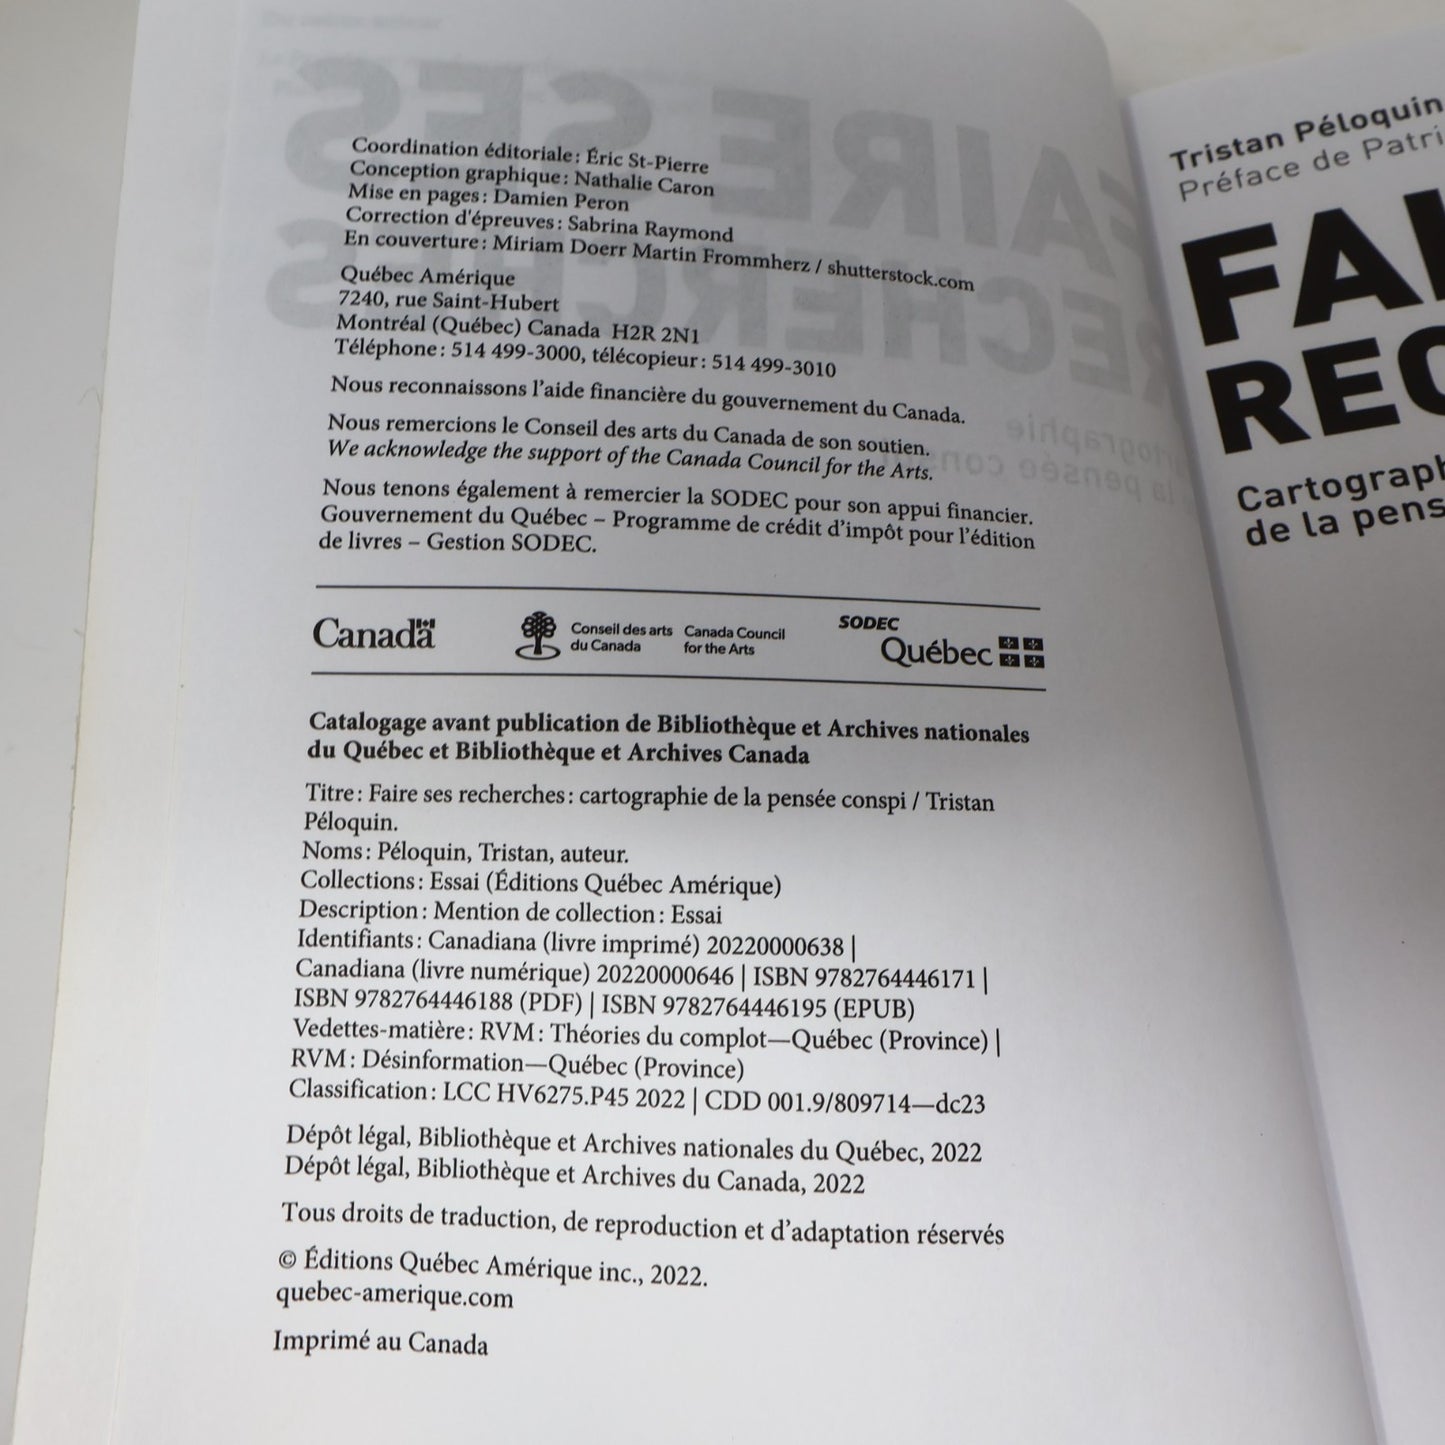 Coordination éditoriale : Éric St-Pierre
Conception graphique : Nathalie Caron
Mise en pages : Damien Peron
Correction d'épreuves : Sabrina Raymond
En couverture : Miriam Doerr Martin Frommherz / shutterstock.com
Québec Amérique
7240, rue Saint-Hubert
Montréal (Québec) Canada H2R 2N1
Téléphone : 514 499-3000, télécopieur : 514 499-3010
Nous reconnaissons l’aide financière du gouvernement du Canada.
Nous remercions le Conseil des arts du Canada de son soutien.
We acknowledge the support of the Canada Council for the Arts.
Nous tenons également à remercier la SODEC pour son appui financier.
Gouvernement du Québec – Programme de crédit d’impôt pour l’édition
de livres – Gestion SODEC.
Canada
Conseil des arts
du Canada
Canada Council
for the Arts
SODEC
Québec
Catalogage avant publication de Bibliothèque et Archives nationales
du Québec et Bibliothèque et Archives Canada
Titre : Faire ses recherches : cartographie de la pensée conspi / Tristan
Péloquin.
Noms : Péloquin, Tristan, auteur.
Collections : Essai (Éditions Québec Amérique)
Description : Mention de collection : Essai
Identifiants : Canadiana (livre imprimé) 20220000638 |
Canadiana (livre numérique) 20220000646 | ISBN 9782764446171 |
ISBN 9782764446188 (PDF) | ISBN 9782764446195 (EPUB)
Vedettes-matière : RVM : Théories du complot—Québec (Province) |
RVM : Désinformation—Québec (Province)
Classification : LCC HV6275.P45 2022 | CDD 001.9/809714—dc23
Dépôt légal, Bibliothèque et Archives nationales du Québec, 2022
Dépôt légal, Bibliothèque et Archives du Canada, 2022
Tous droits de traduction, de reproduction et d’adaptation réservés
© Éditions Québec Amérique inc., 2022.
quebec-amerique.com
Imprimé au Canada
Tristan Péloquin
Préface de Patri
FAI
REC
Cartograph
de la pens